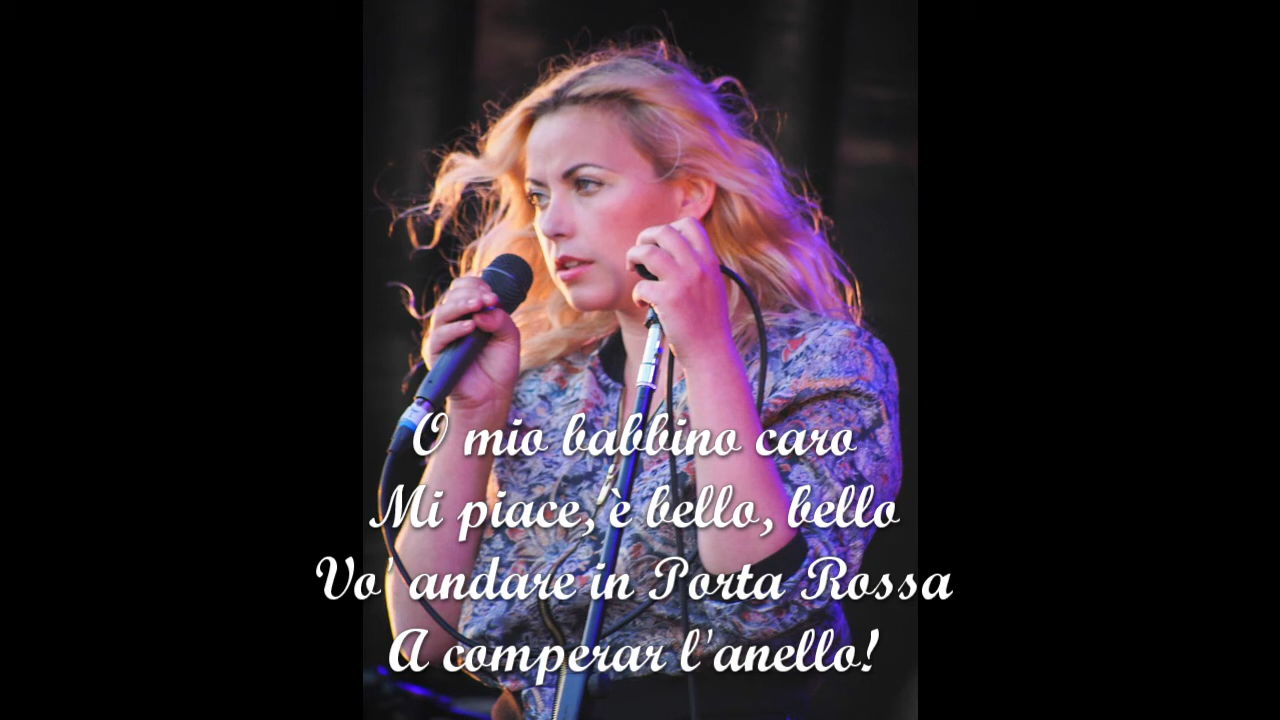 O mio babbino caro
Mi piace, è bello, bello
Vo' andare in Porta Rossa
A comperar l'anello!